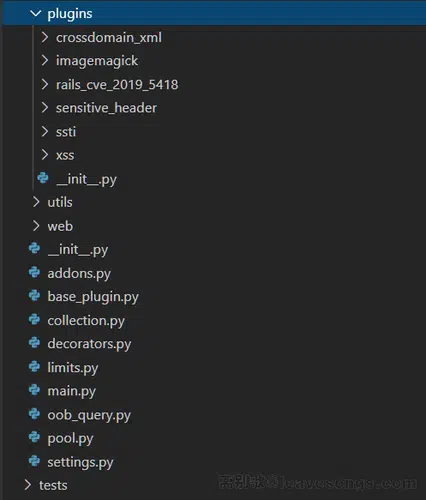 plugins
crossdomain_xml
imagemagick
rails_cve_2019_5418
sensitive_header
ssti
xss
__init__.py
utils
web
__init__.py
addons.py
base_plugin.py
collection.py
decorators.py
limits.py
main.py
oob_query.py
pool.py
settings.py
tests
@leavesongs.com